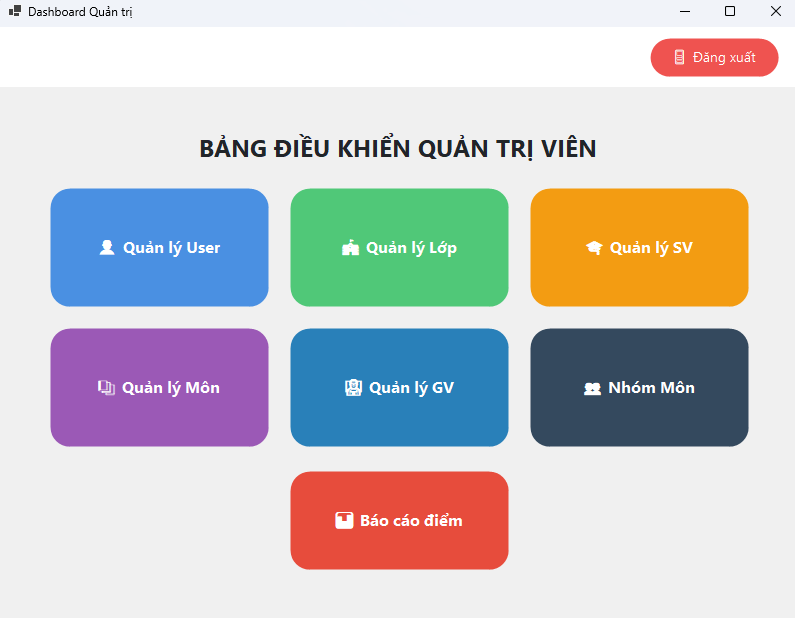 Dashboard Quản trị
Đăng xuất
BẢNG ĐIỀU KHIỂN QUẢN TRỊ VIÊN
Quản lý User
Quản lý Lớp
Quản lý SV
Quản lý Môn
Quản lý GV
Nhóm Môn
Báo cáo điểm